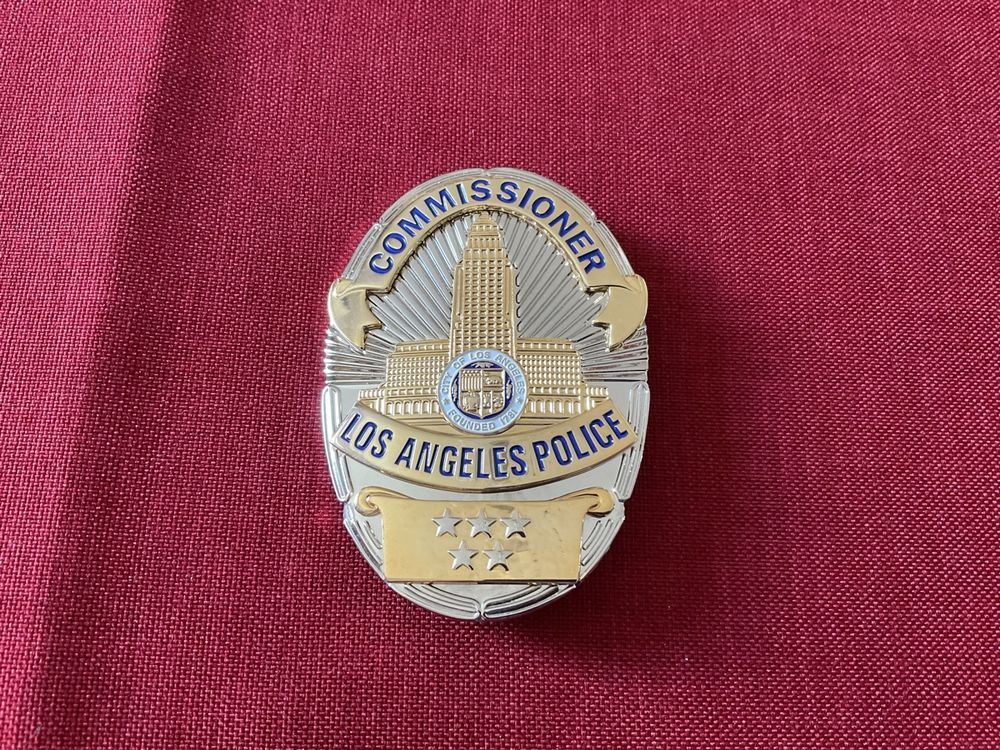 COMMISSIONER
CITY OF LOS ANGELES
FOUNDED 1781
LOS ANGELES POLICE